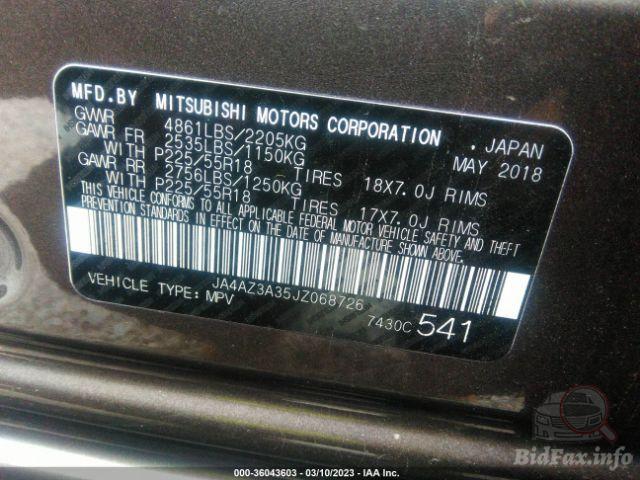 MFD.BY MITSUBISHI MOTORS CORPORATION . JAPAN
GVWR 4861LBS/2205KG MAY 2018
GAWR FR 2535LBS/1150KG
WITH P225/55R18 TIRES 18X7.0J RIMS
GAWR RR 2756LBS/1250KG
WITH P225/55R18 TIRES 17X7.0J RIMS
THIS VEHICLE CONFORMS TO ALL APPLICABLE FEDERAL MOTOR VEHICLE SAFETY AND THEFT
PREVENTION STANDARDS IN EFFECT ON THE DATE OF MANUFACTURE SHOWN ABOVE.
JA4AZ3A35JZ068726
VEHICLE TYPE:MPV
7430C 541
BidFax.info
000-36043603 - 03/10/2023 - IAA Inc.